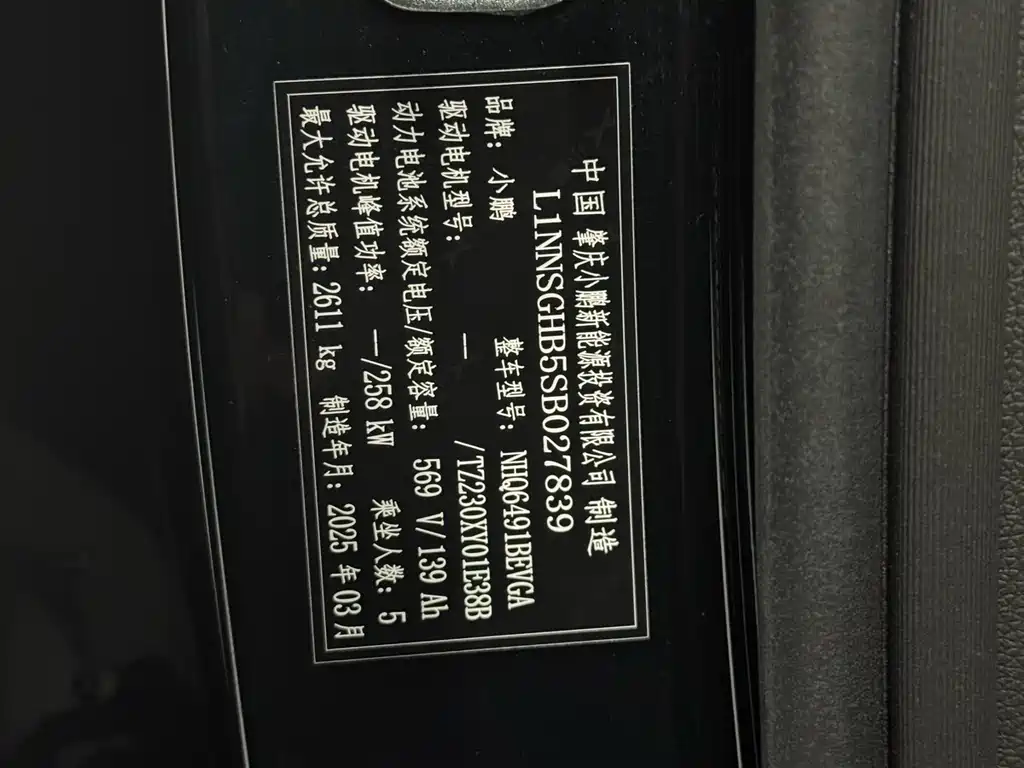 中国 肇庆小鹏新能源投资有限公司 制造
L1NNSGHB5SB027839
品牌: 小鹏 整车型号: NHQ6491BEVGA
驱动电机型号: —/TZ230XY01E38B
动力电池系统额定电压/额定容量: 569 V/139 Ah
驱动电机峰值功率: —/258 kW 乘坐人数: 5
最大允许总质量:2611 kg 制造年月: 2025 年 03 月